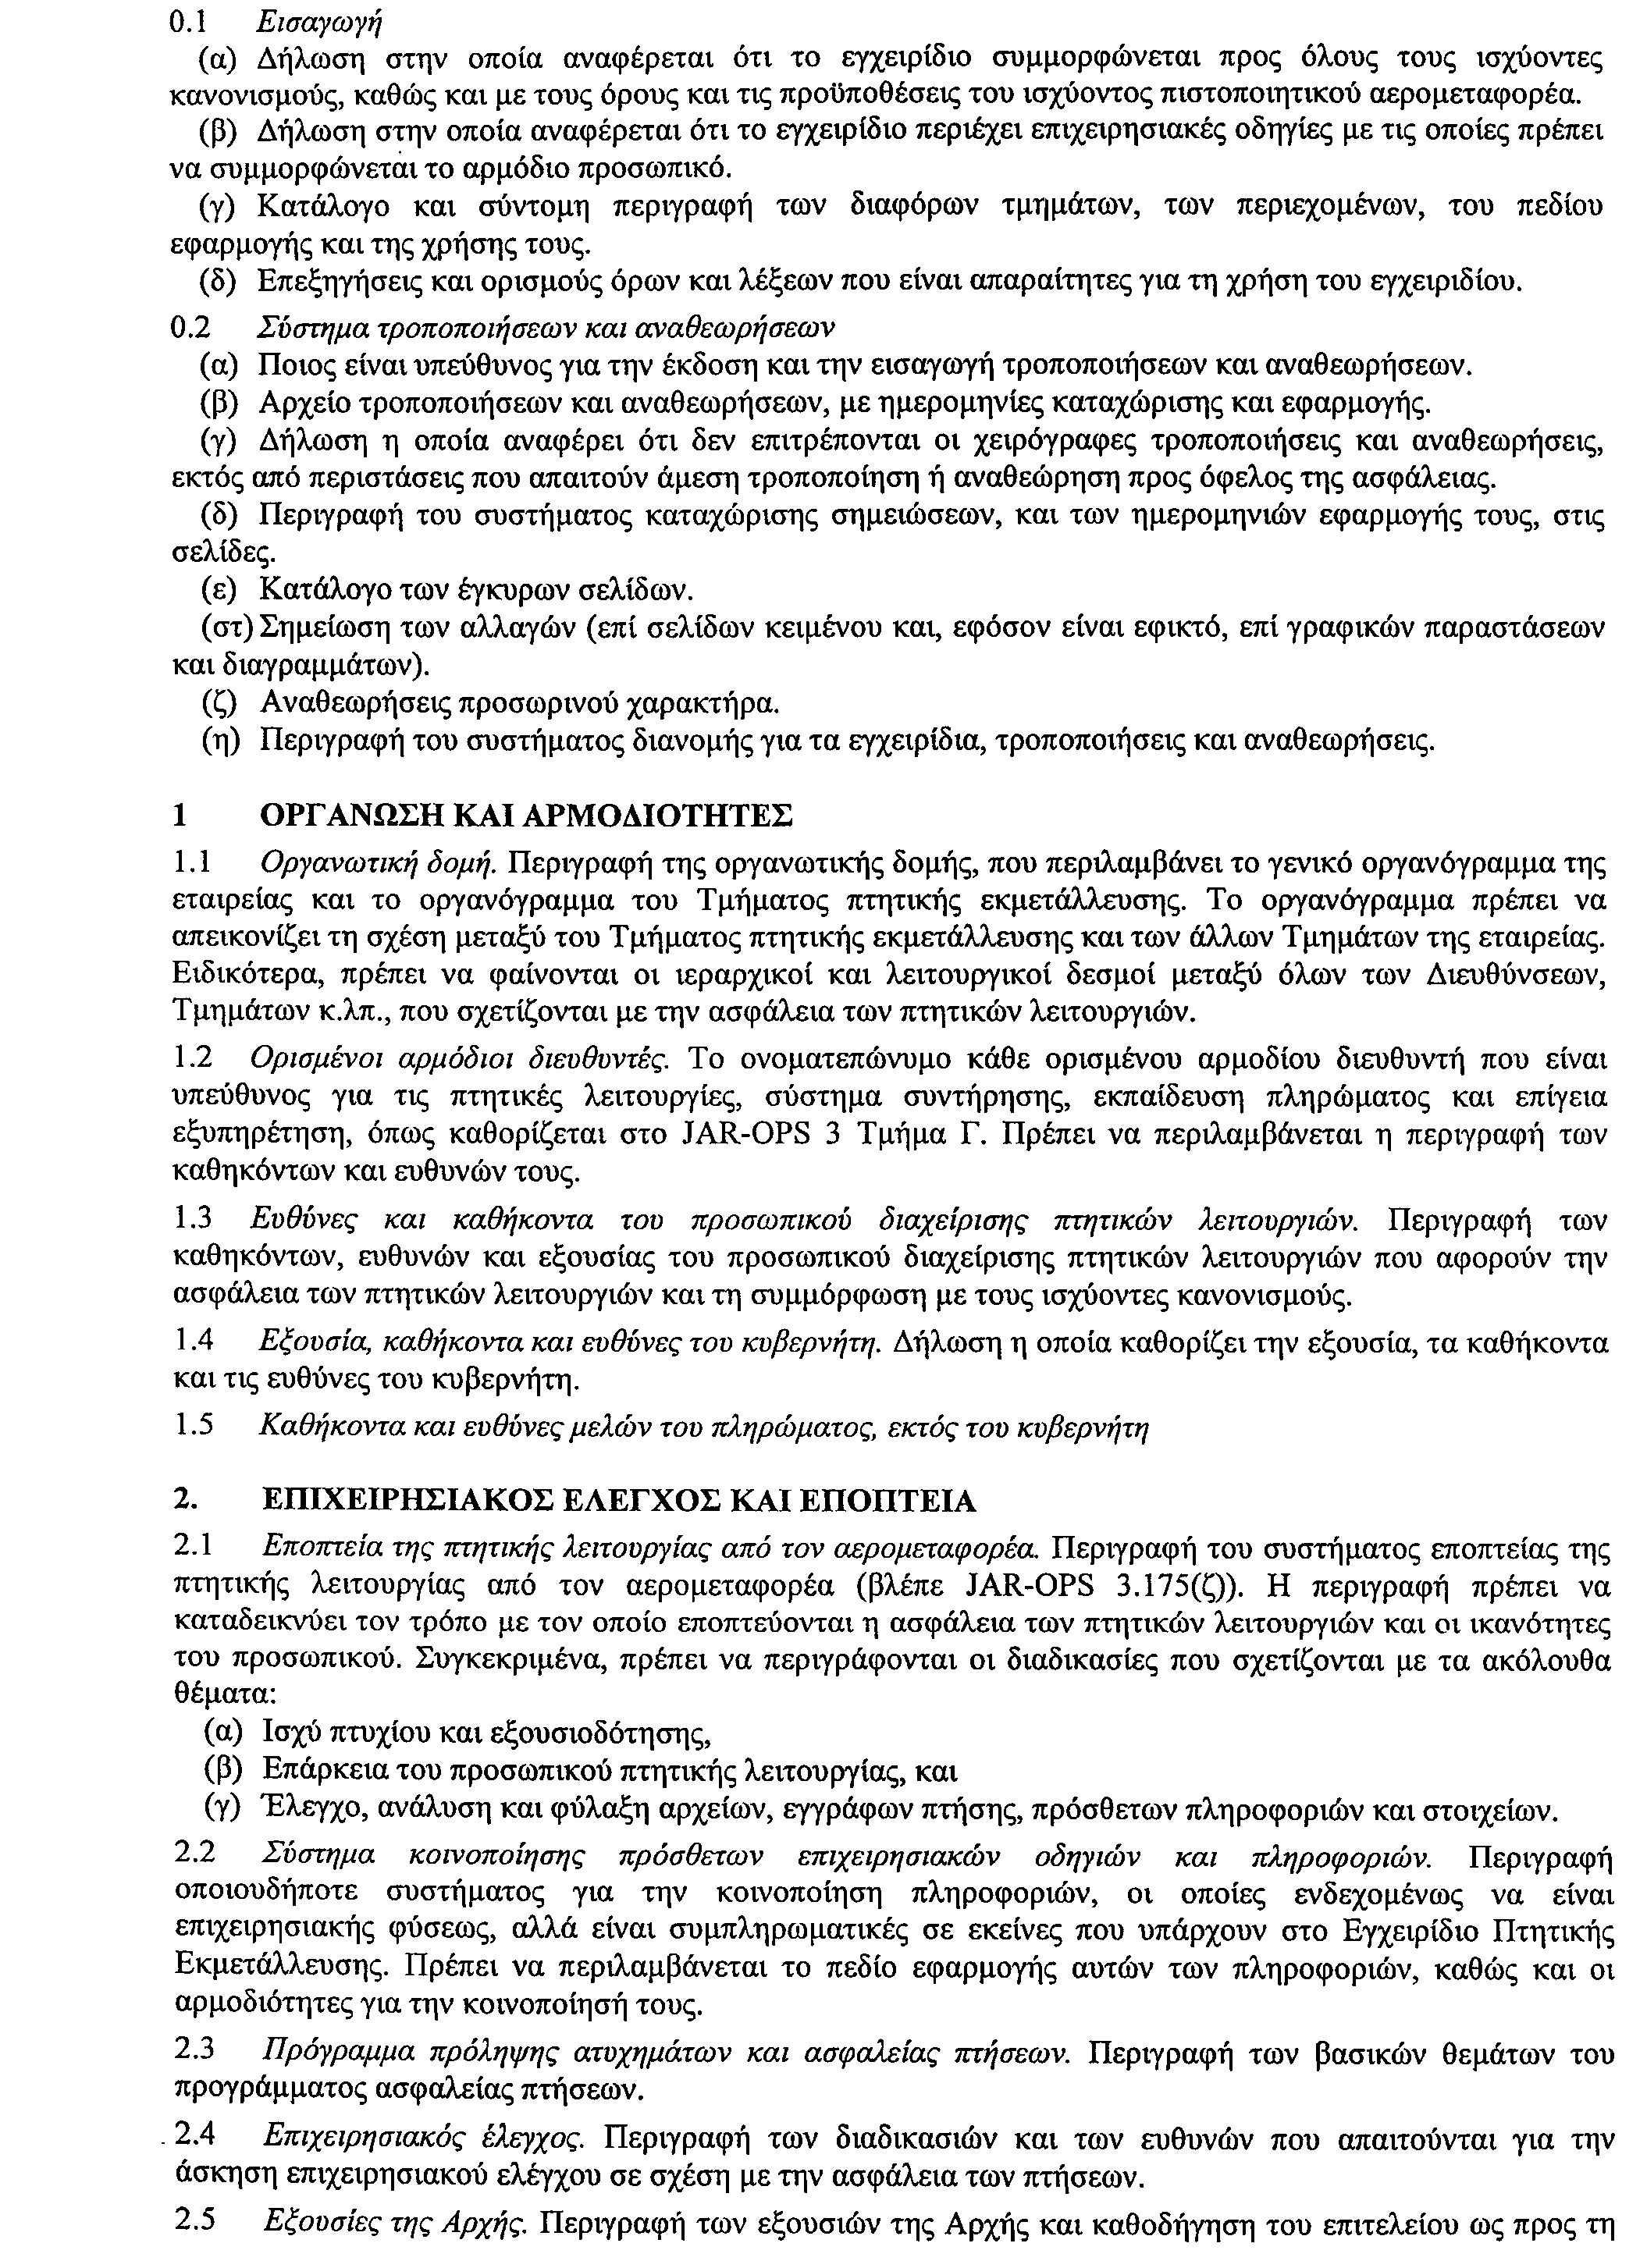 0.1 Εισαγωγή
(α) Δήλωση στην οποία αναφέρεται ότι το εγχειρίδιο συμμορφώνεται προς όλους τους ισχύοντες
κανονισμούς, καθώς και με τους όρους και τις προϋποθέσεις του ισχύοντος πιστοποιητικού αερομεταφορέα.
(β) Δήλωση στην οποία αναφέρεται ότι το εγχειρίδιο περιέχει επιχειρησιακές οδηγίες με τις οποίες πρέπει
να συμμορφώνεται το αρμόδιο προσωπικό.
(γ) Κατάλογο και σύντομη περιγραφή των διαφόρων τμημάτων, των περιεχομένων, του πεδίου
εφαρμογής και της χρήσης τους.
(δ) Επεξηγήσεις και ορισμούς όρων και λέξεων που είναι απαραίτητες για τη χρήση του εγχειριδίου.
0.2 Σύστημα τροποποιήσεων και αναθεωρήσεων
(α) Ποιος είναι υπεύθυνος για την έκδοση και την εισαγωγή τροποποιήσεων και αναθεωρήσεων.
(β) Αρχείο τροποποιήσεων και αναθεωρήσεων, με ημερομηνίες καταχώρισης και εφαρμογής.
(γ) Δήλωση η οποία αναφέρει ότι δεν επιτρέπονται οι χειρόγραφες τροποποιήσεις και αναθεωρήσεις,
εκτός από περιστάσεις που απαιτούν άμεση τροποποίηση ή αναθεώρηση προς όφελος της ασφάλειας.
(δ) Περιγραφή του συστήματος καταχώρισης σημειώσεων, και των ημερομηνιών εφαρμογής τους, στις
σελίδες.
(ε) Κατάλογο των έγκυρων σελίδων.
(στ) Σημείωση των αλλαγών (επί σελίδων κειμένου και, εφόσον είναι εφικτό, επί γραφικών παραστάσεων
και διαγραμμάτων).
(ζ) Αναθεωρήσεις προσωρινού χαρακτήρα.
(η) Περιγραφή του συστήματος διανομής για τα εγχειρίδια, τροποποιήσεις και αναθεωρήσεις.
1 ΟΡΓΑΝΩΣΗ ΚΑΙ ΑΡΜΟΔΙΟΤΗΤΕΣ
1.1 Οργανωτική δομή. Περιγραφή της οργανωτικής δομής, που περιλαμβάνει το γενικό οργανόγραμμα της
εταιρείας και το οργανόγραμμα του Τμήματος πτητικής εκμετάλλευσης. Το οργανόγραμμα πρέπει να
απεικονίζει τη σχέση μεταξύ του Τμήματος πτητικής εκμετάλλευσης και των άλλων Τμημάτων της εταιρείας.
Ειδικότερα, πρέπει να φαίνονται οι ιεραρχικοί και λειτουργικοί δεσμοί μεταξύ όλων των Διευθύνσεων,
Τμημάτων κ.λπ., που σχετίζονται με την ασφάλεια των πτητικών λειτουργιών.
1.2 Ορισμένοι αρμόδιοι διευθυντές. Το ονοματεπώνυμο κάθε ορισμένου αρμοδίου διευθυντή που είναι
υπεύθυνος για τις πτητικές λειτουργίες, σύστημα συντήρησης, εκπαίδευση πληρώματος και επίγεια
εξυπηρέτηση, όπως καθορίζεται στο JAR-OPS 3 Τμήμα Γ. Πρέπει να περιλαμβάνεται η περιγραφή των
καθηκόντων και ευθυνών τους.
1.3 Ευθύνες και καθήκοντα του προσωπικού διαχείρισης πτητικών λειτουργιών. Περιγραφή των
καθηκόντων, ευθυνών και εξουσίας του προσωπικού διαχείρισης πτητικών λειτουργιών που αφορούν την
ασφάλεια των πτητικών λειτουργιών και τη συμμόρφωση με τους ισχύοντες κανονισμούς.
1.4 Εξουσία, καθήκοντα και ευθύνες του κυβερνήτη. Δήλωση η οποία καθορίζει την εξουσία, τα καθήκοντα
και τις ευθύνες του κυβερνήτη.
1.5 Καθήκοντα και ευθύνες μελών του πληρώματος, εκτός του κυβερνήτη
2. ΕΠΙΧΕΙΡΗΣΙΑΚΟΣ ΕΛΕΓΧΟΣ ΚΑΙ ΕΠΟΠΤΕΙΑ
2.1 Εποπτεία της πτητικής λειτουργίας από τον αερομεταφορέα. Περιγραφή του συστήματος εποπτείας της
πτητικής λειτουργίας από τον αερομεταφορέα (βλέπε JAR-OPS 3.175(ζ)). Η περιγραφή πρέπει να
καταδεικνύει τον τρόπο με τον οποίο εποπτεύονται η ασφάλεια των πτητικών λειτουργιών και οι ικανότητες
του προσωπικού. Συγκεκριμένα, πρέπει να περιγράφονται οι διαδικασίες που σχετίζονται με τα ακόλουθα
θέματα:
(α) Ισχύ πτυχίου και εξουσιοδότησης,
(β) Επάρκεια του προσωπικού πτητικής λειτουργίας, και
(γ) Έλεγχο, ανάλυση και φύλαξη αρχείων, εγγράφων πτήσης, πρόσθετων πληροφοριών και στοιχείων.
2.2 Σύστημα κοινοποίησης πρόσθετων επιχειρησιακών οδηγιών και πληροφοριών. Περιγραφή
οποιουδήποτε συστήματος για την κοινοποίηση πληροφοριών, οι οποίες ενδεχομένως να είναι
επιχειρησιακής φύσεως, αλλά είναι συμπληρωματικές σε εκείνες που υπάρχουν στο Εγχειρίδιο Πτητικής
Εκμετάλλευσης. Πρέπει να περιλαμβάνεται το πεδίο εφαρμογής αυτών των πληροφοριών, καθώς και οι
αρμοδιότητες για την κοινοποίησή τους.
2.3 Πρόγραμμα πρόληψης ατυχημάτων και ασφαλείας πτήσεων. Περιγραφή των βασικών θεμάτων του
προγράμματος ασφαλείας πτήσεων.
2.4 Επιχειρησιακός έλεγχος. Περιγραφή των διαδικασιών και των ευθυνών που απαιτούνται για την
άσκηση επιχειρησιακού ελέγχου σε σχέση με την ασφάλεια των πτήσεων.
2.5 Εξουσίες της Αρχής. Περιγραφή των εξουσιών της Αρχής και καθοδήγηση του επιτελείου ως προς τη